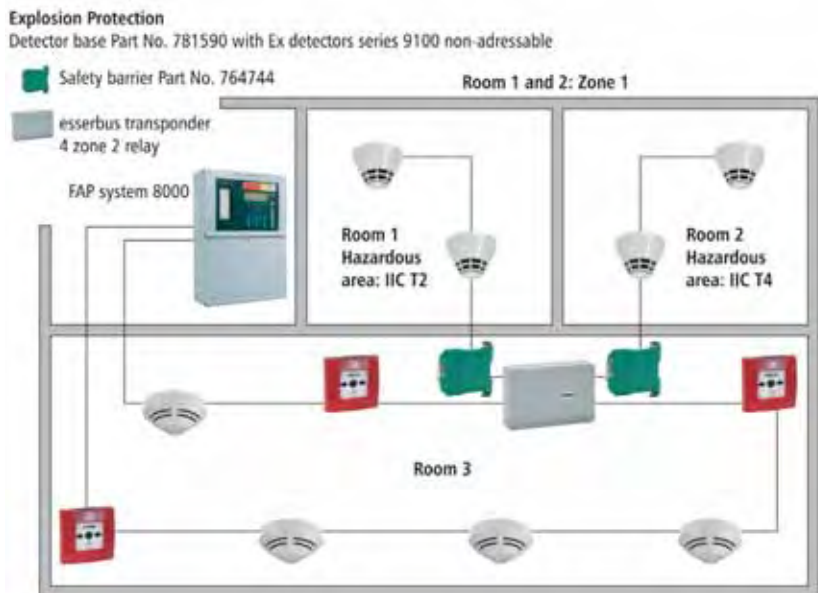 Explosion Protection
Detector base Part No. 781590 with Ex detectors series 9100 non-adressable
Safety barrier Part No. 764744
Room 1 and 2: Zone 1
esserbus transponder
4 zone 2 relay
FAP system 8000
Room 1
Hazardous
area: IIC T2
Room 2
Hazardous
area: IIC T4
Room 3